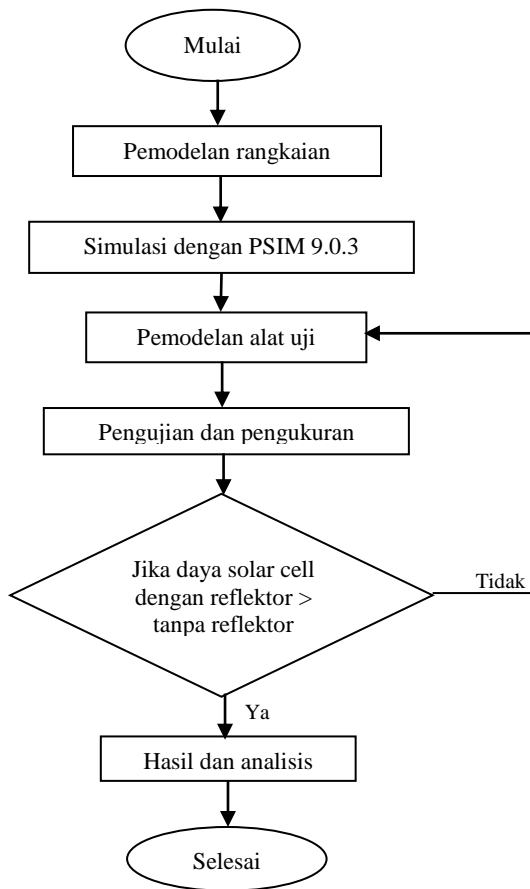 Mulai
Pemodelan rangkaian
Simulasi dengan PSIM 9.0.3
Pemodelan alat uji
Pengujian dan pengukuran
Jika daya solar cell
dengan reflektor >
tanpa reflektor
Tidak
Ya
Hasil dan analisis
Selesai